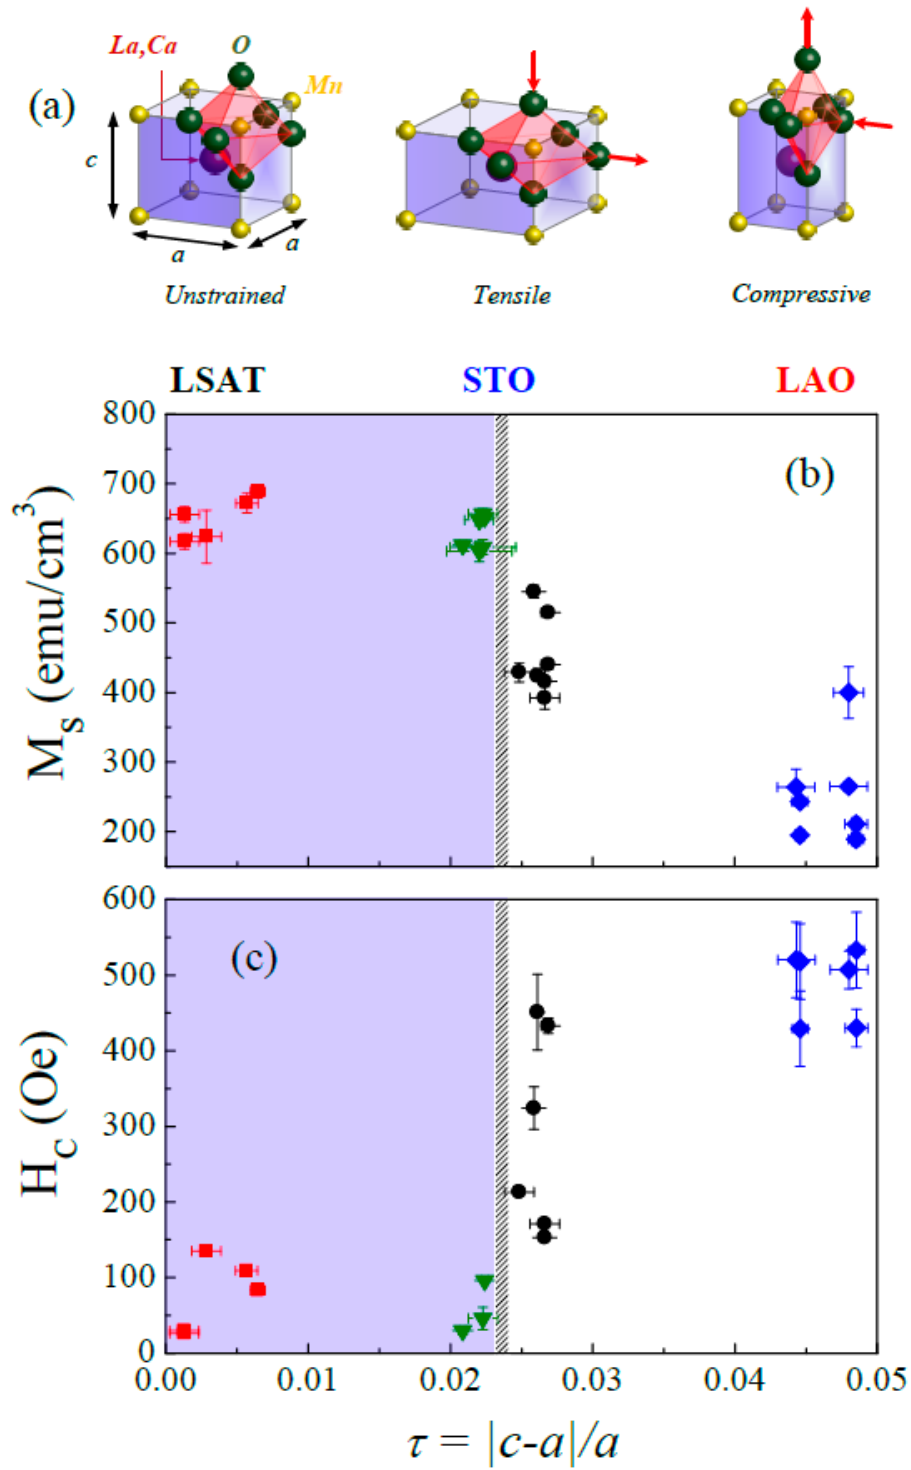 La,Ca O
Mn
(a)
c
a a
Unstrained Tensile Compressive
LSAT STO LAO
800
700
600
500
400
300
200
M_S (emu/cm³)
(b)
600
500
400
300
200
100
0
H_C (Oe)
(c)
0.00 0.01 0.02 0.03 0.04 0.05
τ = |c-a|/a